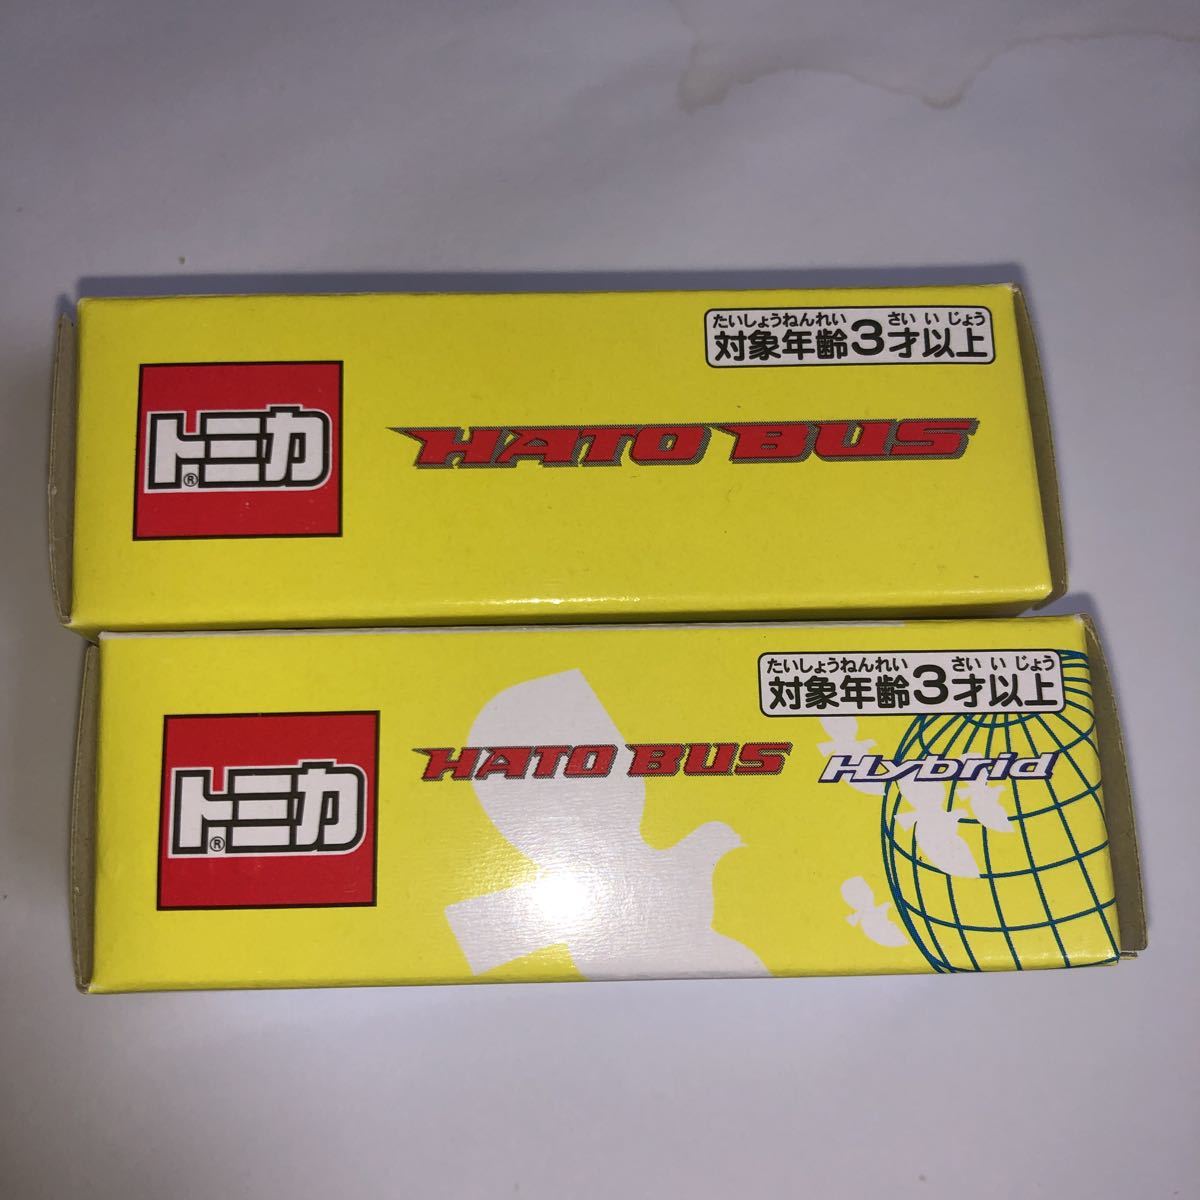 たいしょうねんれい さい い じょう
対象年齢3才以上
トミカ®
HATO BUS
たいしょうねんれい さい い じょう
対象年齢3才以上
HATO BUS Hybrid
トミカ®